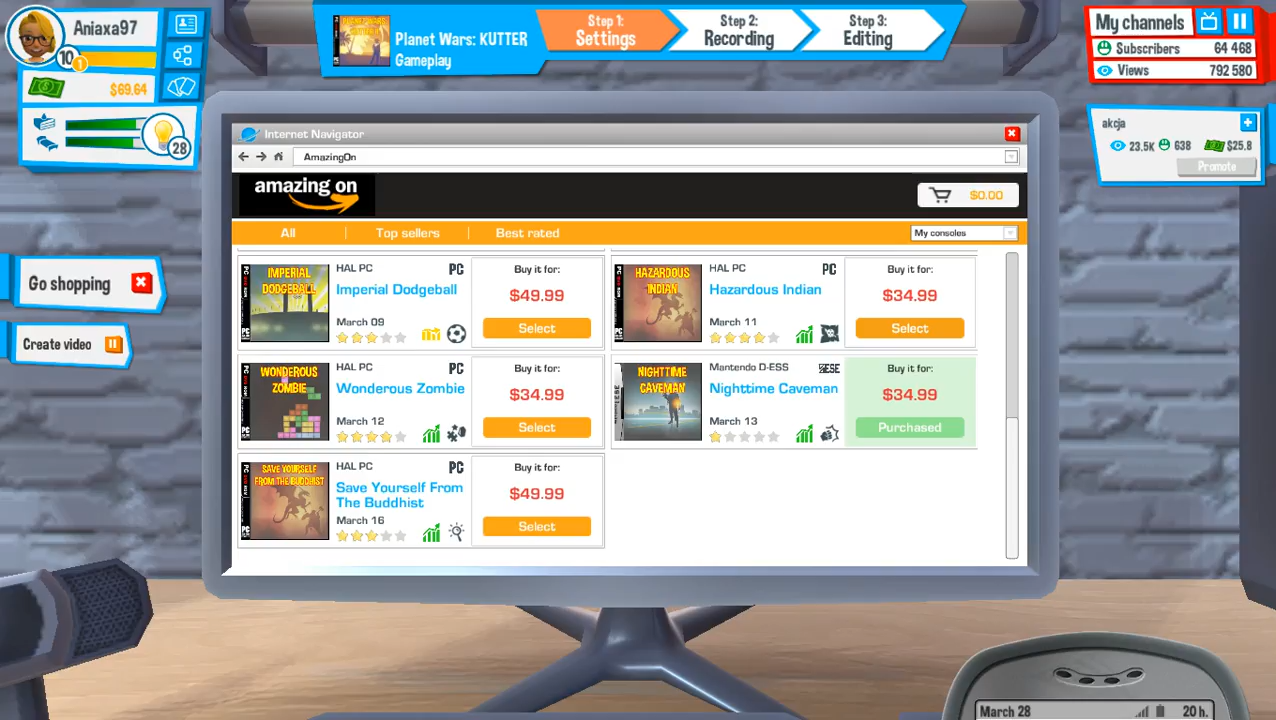 Aniaxa97
10
1
$69.64
28
PLANET WARS:
Planet Wars: KUTTER
Gameplay
Step 1:
Settings
Step 2:
Recording
Step 3:
Editing
My channels
Subscribers 64 468
Views 792 580
akcja
23.5K 638 $25.8
Promote
Go shopping
Create video
Internet Navigator
AmazingOn
amazing on
$0.00
All
Top sellers
Best rated
My consoles
IMPERIAL
DODGEBALL
HAL PC PC
Imperial Dodgeball
March 09
Buy it for:
$49.99
Select
HAZARDOUS
INDIAN
HAL PC PC
Hazardous Indian
March 11
Buy it for:
$34.99
Select
WONDEROUS
ZOMBIE
HAL PC PC
Wonderous Zombie
March 12
Buy it for:
$34.99
Select
NIGHTTIME
CAVEMAN
Mantendo D-ESS
Nighttime Caveman
March 13
Buy it for:
$34.99
Purchased
SAVE YOURSELF
FROM THE BUDDHIST
HAL PC PC
Save Yourself From
The Buddhist
March 16
Buy it for:
$49.99
Select
March 28
20 h.